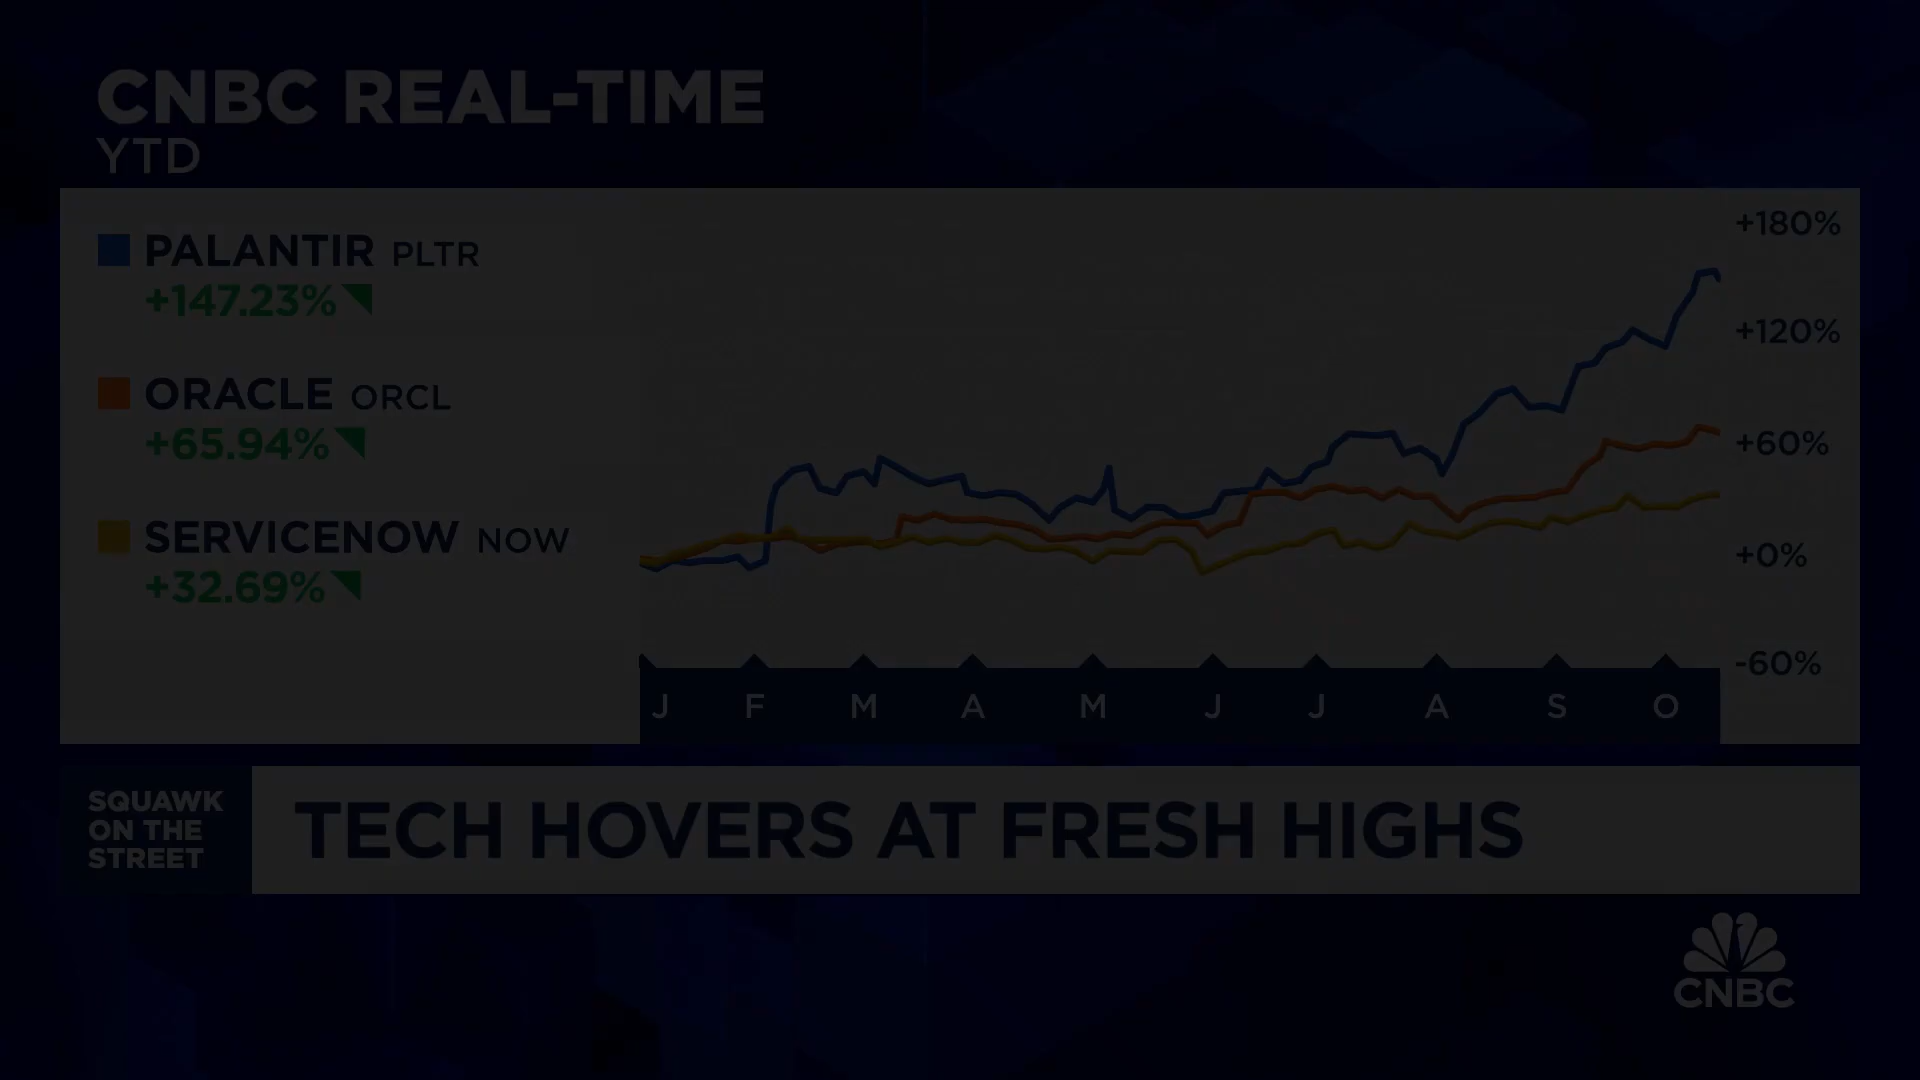 CNBC REAL-TIME
YTD
PALANTIR PLTR
+147.23%
ORACLE ORCL
+65.94%
SERVICENOW NOW
+32.69%
+180%
+120%
+60%
+0%
-60%
J F M A M J J A S O
SQUAWK
ON THE
STREET
TECH HOVERS AT FRESH HIGHS
CNBC